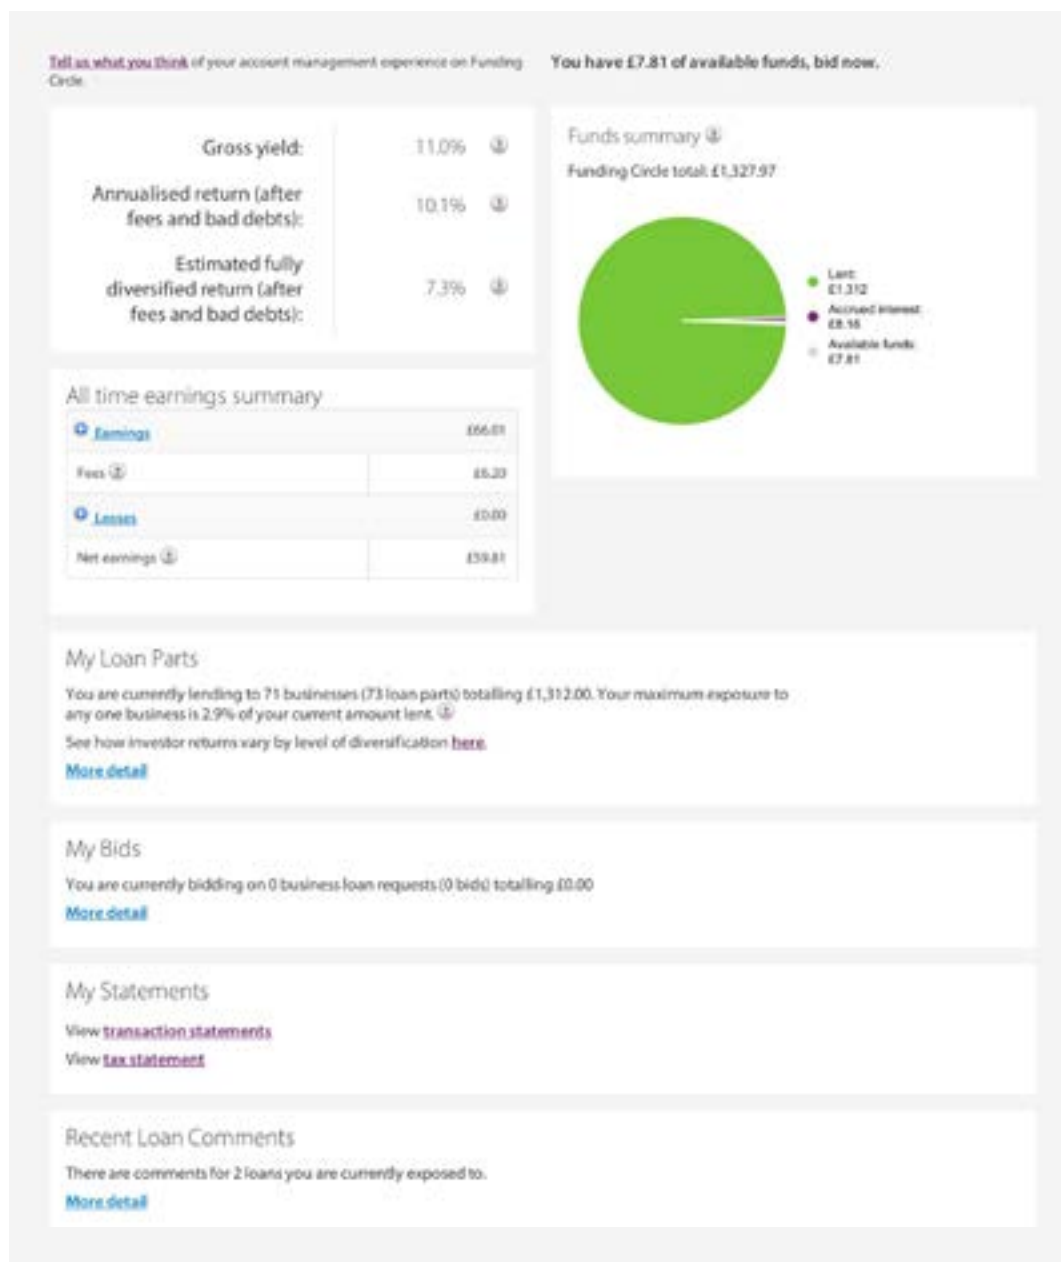 Tell us what you think of your account management experience on Funding
Circle.
You have £7.81 of available funds, bid now.
Gross yield: 11.0%
Annualised return (after
fees and bad debts): 10.1%
Estimated fully
diversified return (after
fees and bad debts): 7.3%
Funds summary
Funding Circle total: £1,327.97
Lent:
£1,312
Accrued interest:
£8.16
Available funds:
£7.81
All time earnings summary
Earnings £66.01
Fees £6.20
Losses £0.00
Net earnings £59.81
My Loan Parts
You are currently lending to 71 businesses (73 loan parts) totalling £1,312.00. Your maximum exposure to
any one business is 2.9% of your current amount lent.
See how investor returns vary by level of diversification here.
More detail
My Bids
You are currently bidding on 0 business loan requests (0 bids) totalling £0.00
More detail
My Statements
View transaction statements
View tax statement
Recent Loan Comments
There are comments for 2 loans you are currently exposed to.
More detail